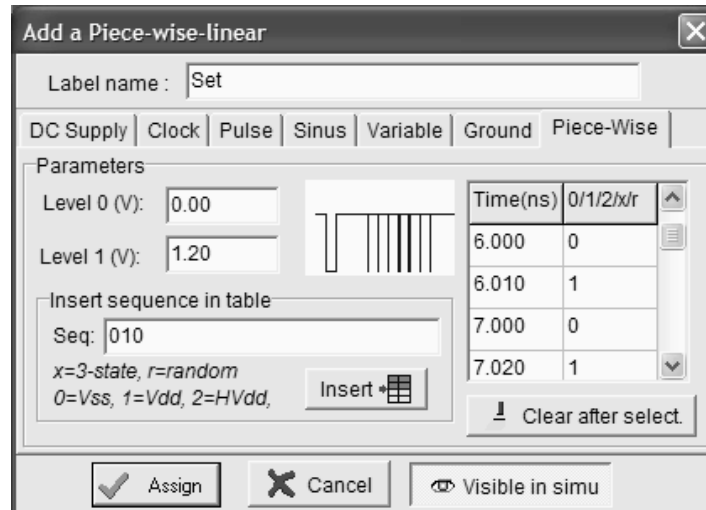 Add a Piece-wise-linear
Label name : Set
DC Supply Clock Pulse Sinus Variable Ground Piece-Wise
Parameters
Level 0 (V): 0.00
Level 1 (V): 1.20
Insert sequence in table
Seq: 010
x=3-state, r=random
0=Vss, 1=Vdd, 2=HVdd,
Insert
Time(ns) 0/1/2/x/r
6.000 0
6.010 1
7.000 0
7.020 1
Clear after select.
Assign Cancel Visible in simu